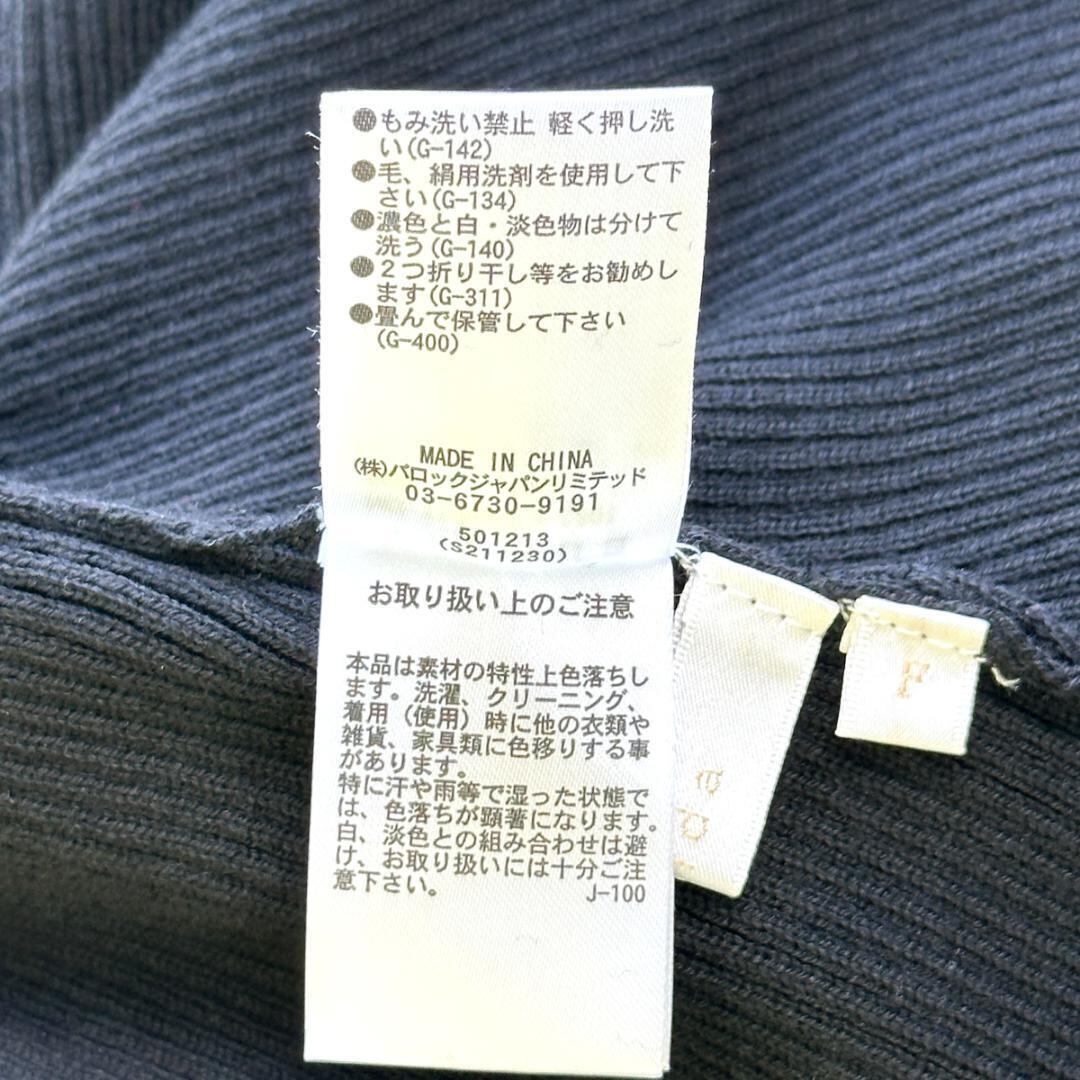 ●もみ洗い禁止 軽く押し洗
い(G-142)
●毛、絹用洗剤を使用して下
さい(G-134)
●濃色と白・淡色物は分けて
洗う(G-140)
●2つ折り干し等をお勧めし
ます(G-311)
●畳んで保管して下さい
(G-400)
MADE IN CHINA
(株)バロックジャパンリミテッド
03-6730-9191
501213
(S211230)
お取り扱い上のご注意
本品は素材の特性上色落ちし
ます。洗濯、クリーニング、
着用（使用）時に他の衣類や
雑貨、家具類に色移りする事
があります。
特に汗や雨等で湿った状態で
は、色落ちが顕著になります。
白、淡色との組み合わせは避
け、お取り扱いには十分ご注
意下さい。
J-100
F